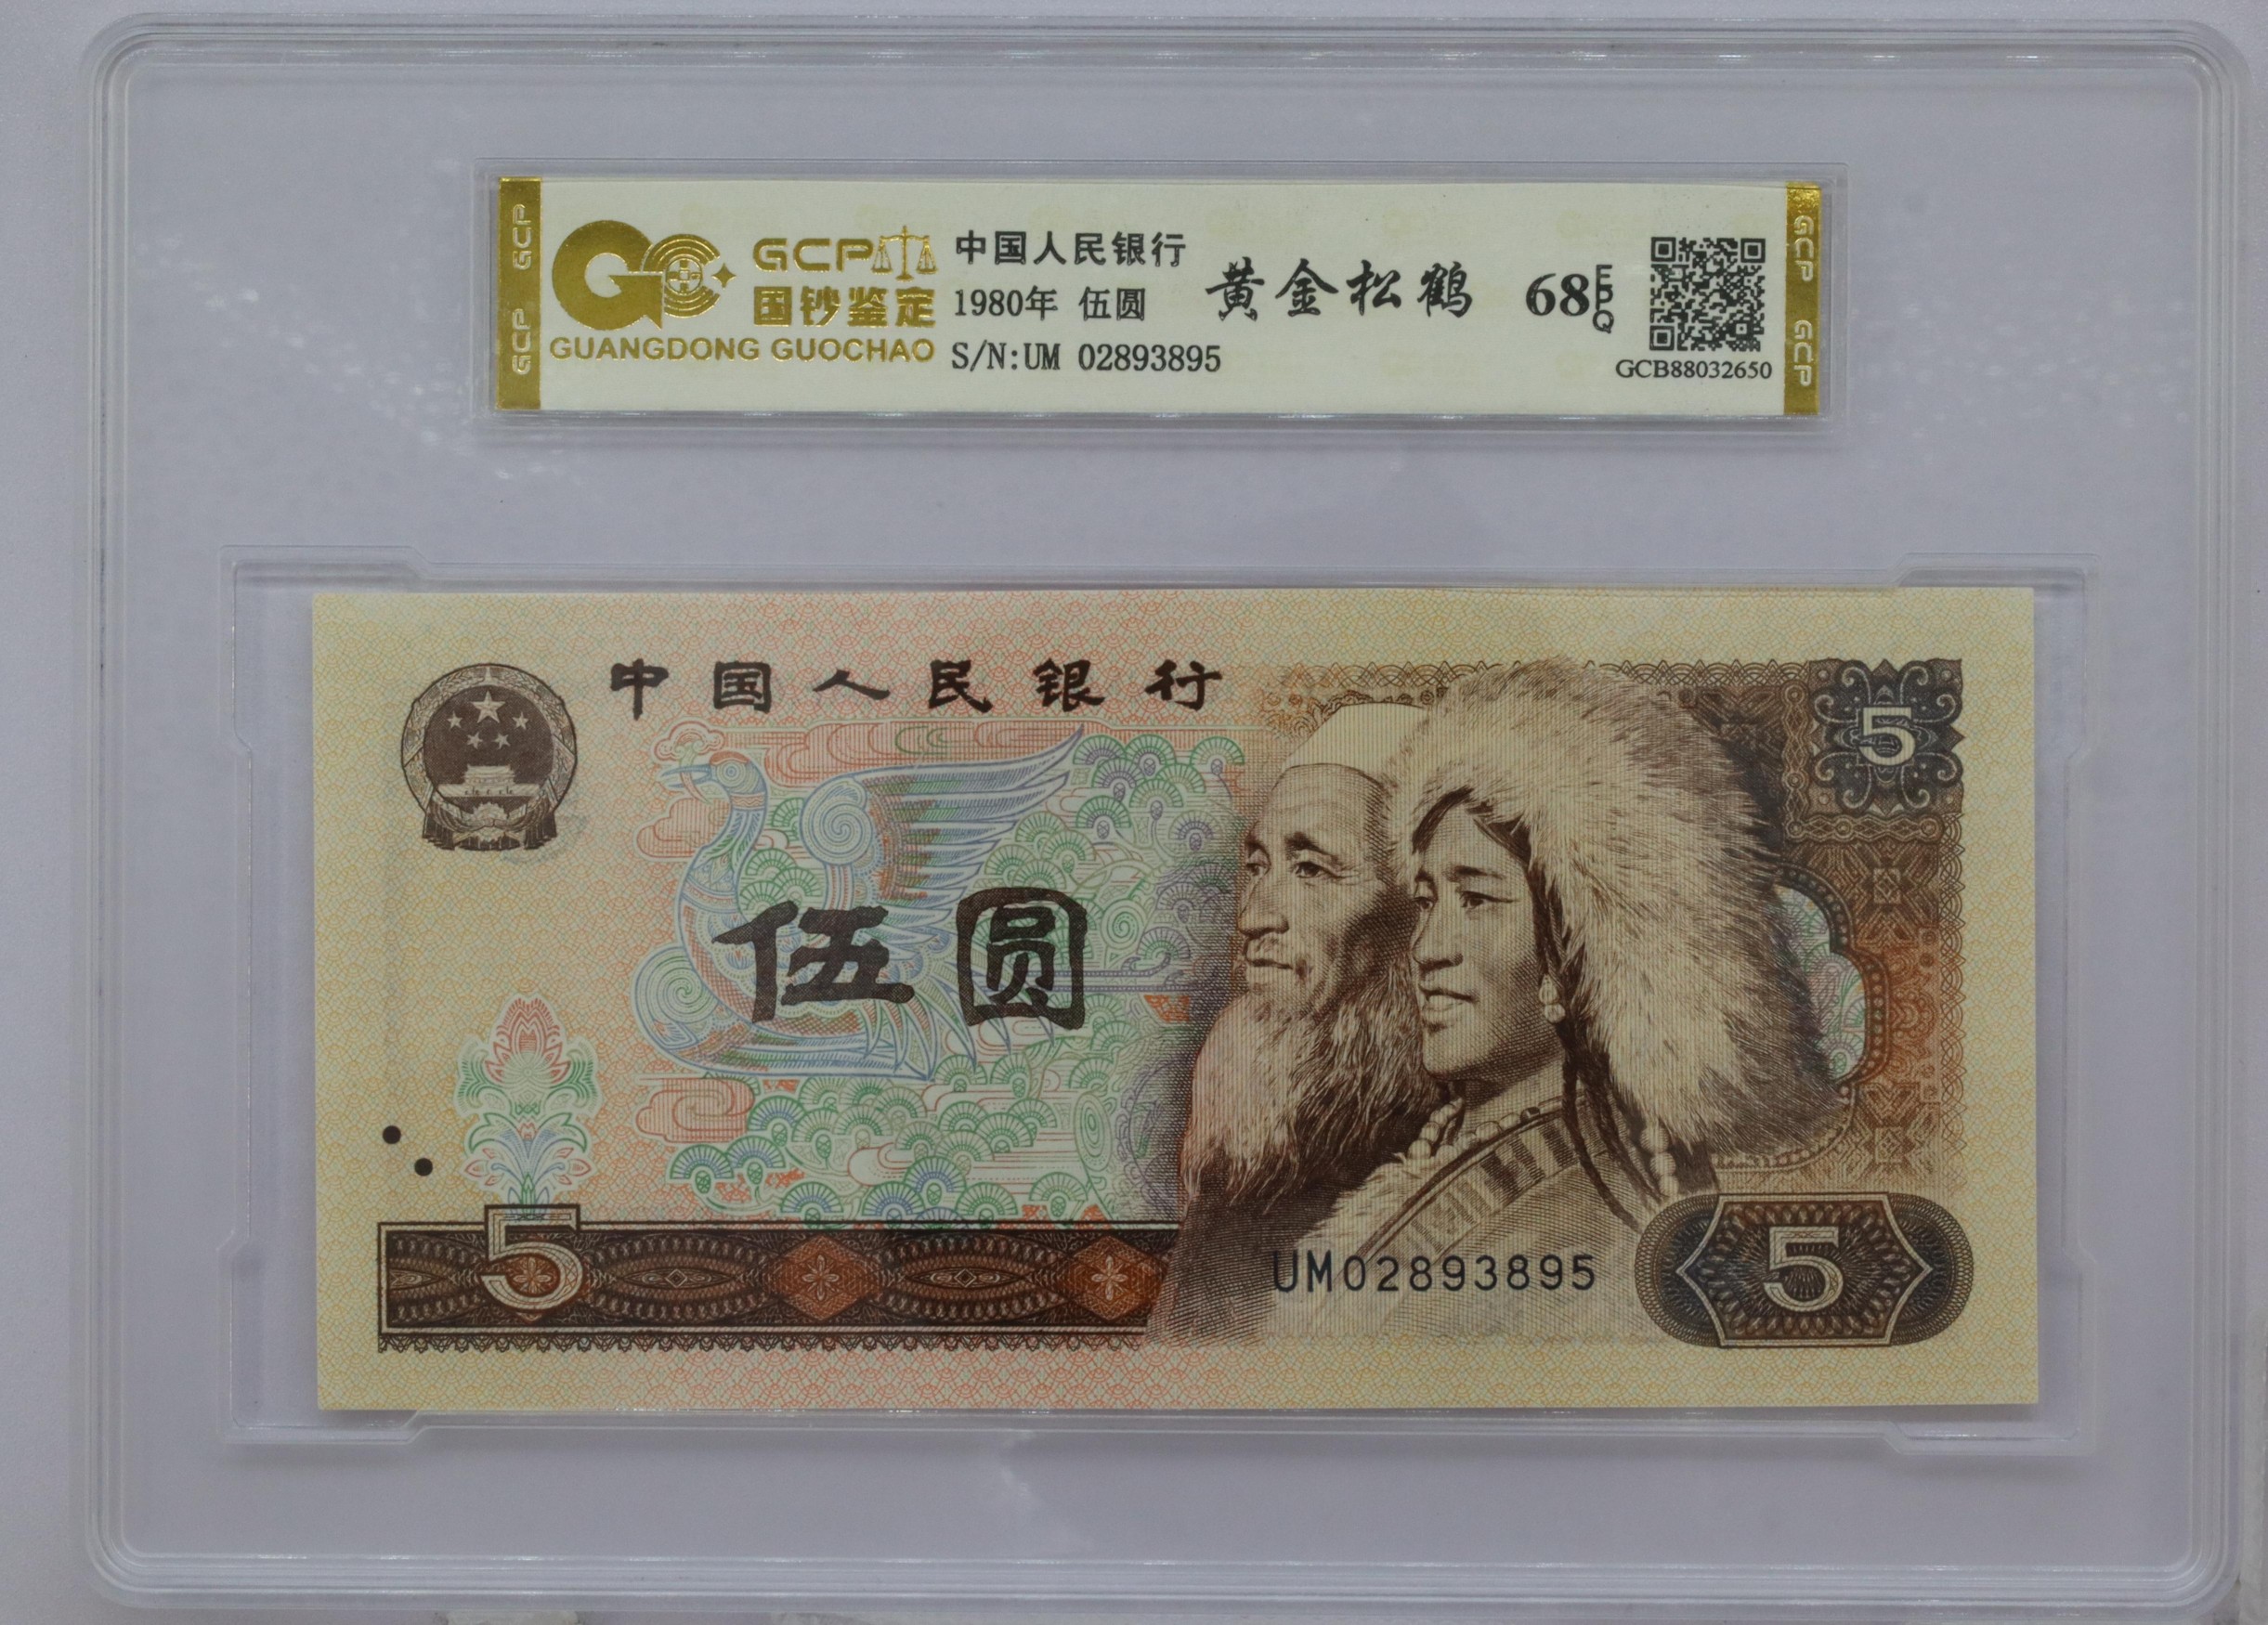 GCP GCP
GCP
国钞鉴定
GUANGDONG GUOCHAO
中国人民银行
1980年 伍圆
S/N:UM 02893895
黄金松鹤
68 EPQ
GCB88032650
GCP GCP
中国人民银行
5
伍圆
5
UM02893895
5